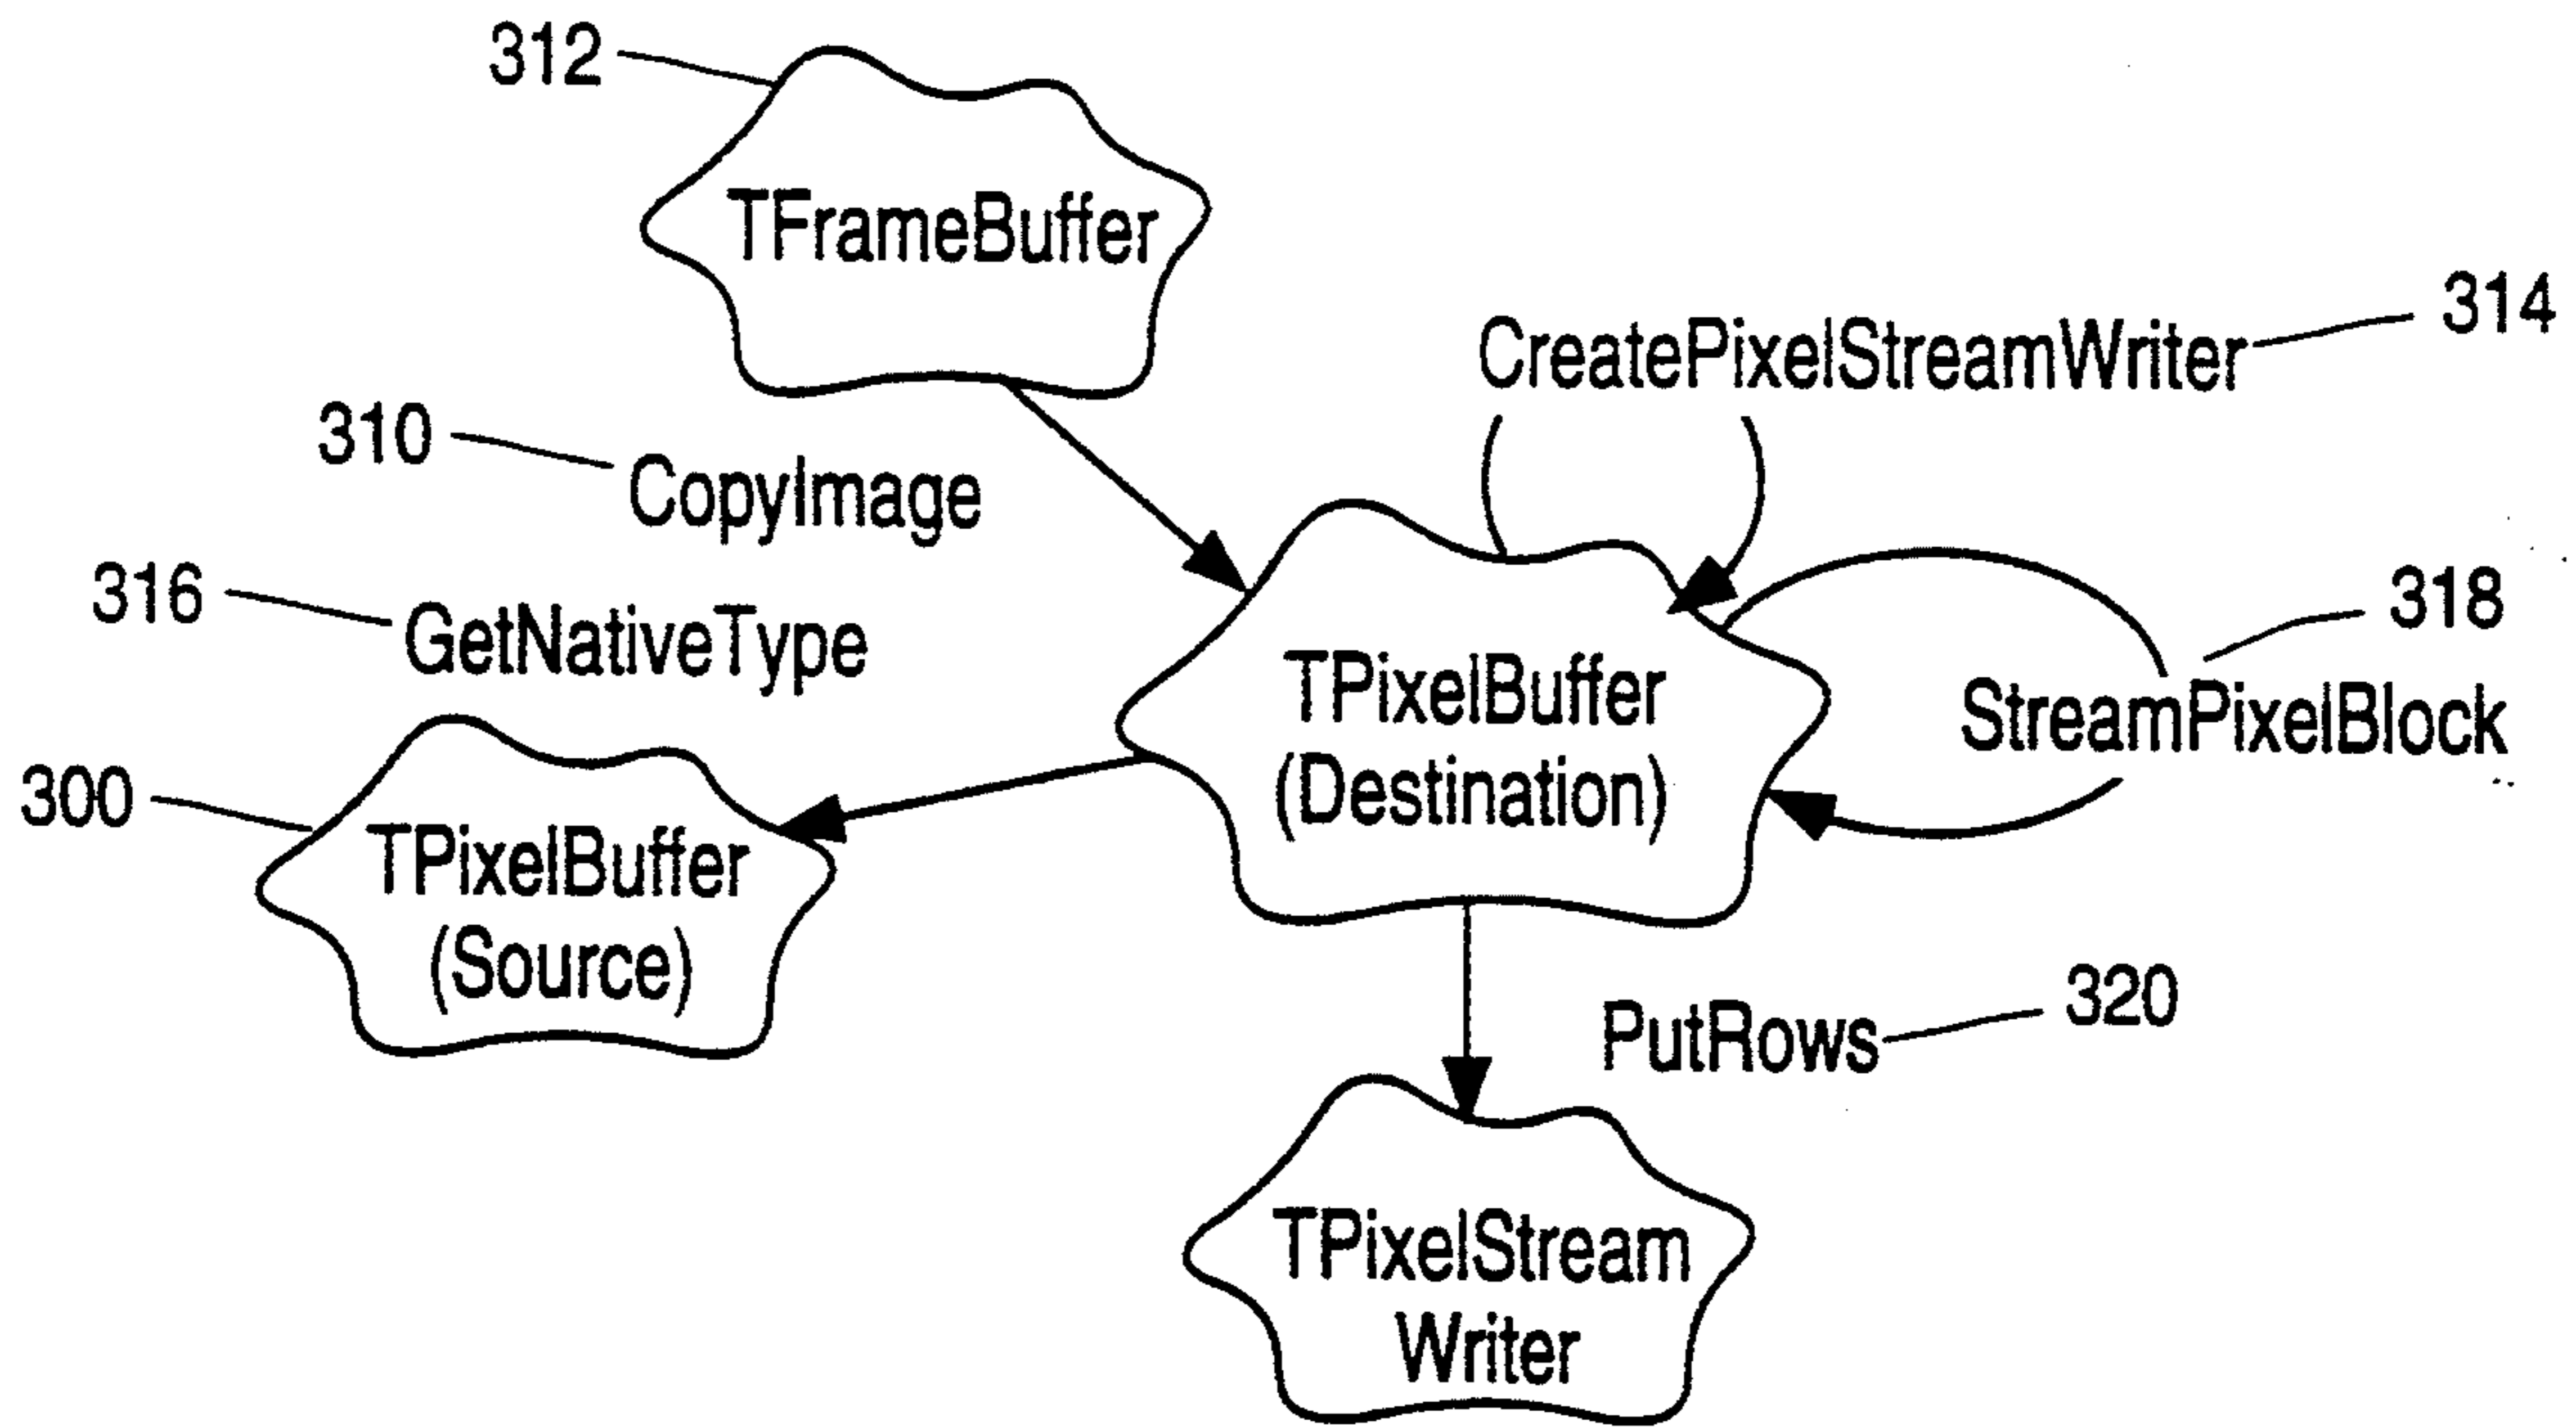 312
TFrameBuffer
314
CreatePixelStreamWriter
310
CopyImage
316
GetNativeType
318
StreamPixelBlock
TPixelBuffer
(Destination)
300
TPixelBuffer
(Source)
320
PutRows
TPixelStream
Writer